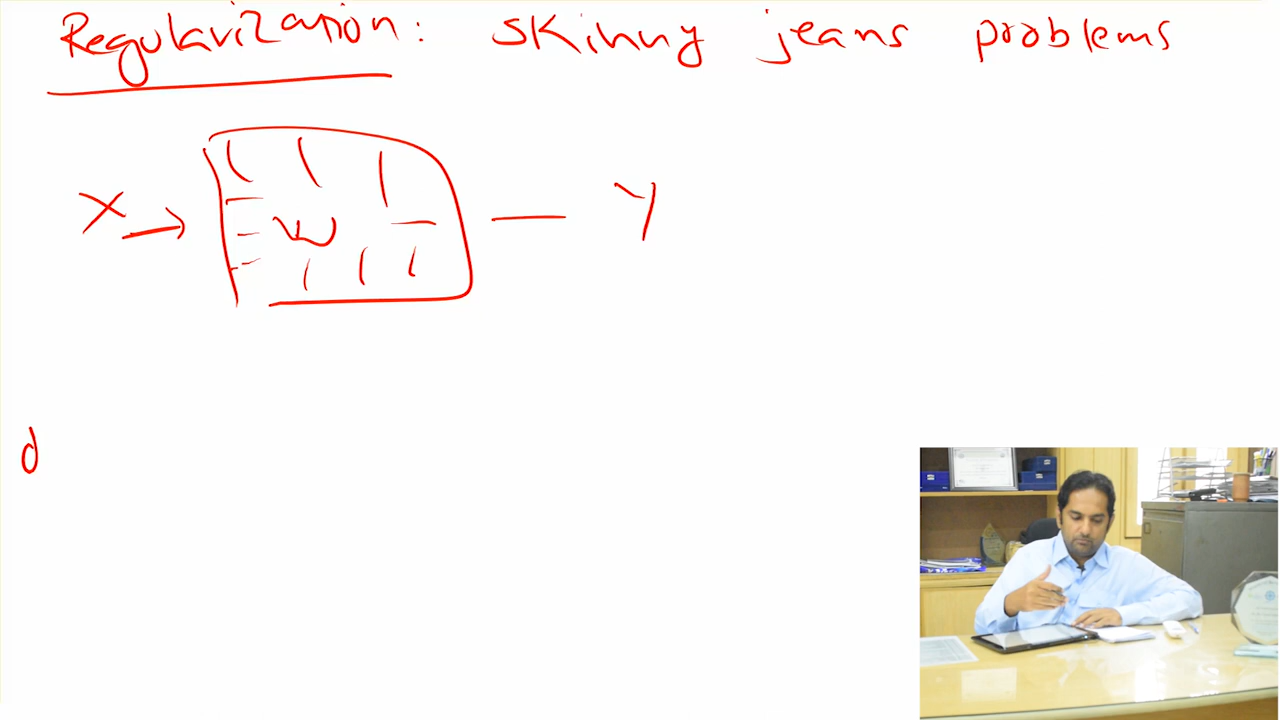 Regularization: skinny jeans problems
X → W — Y
d